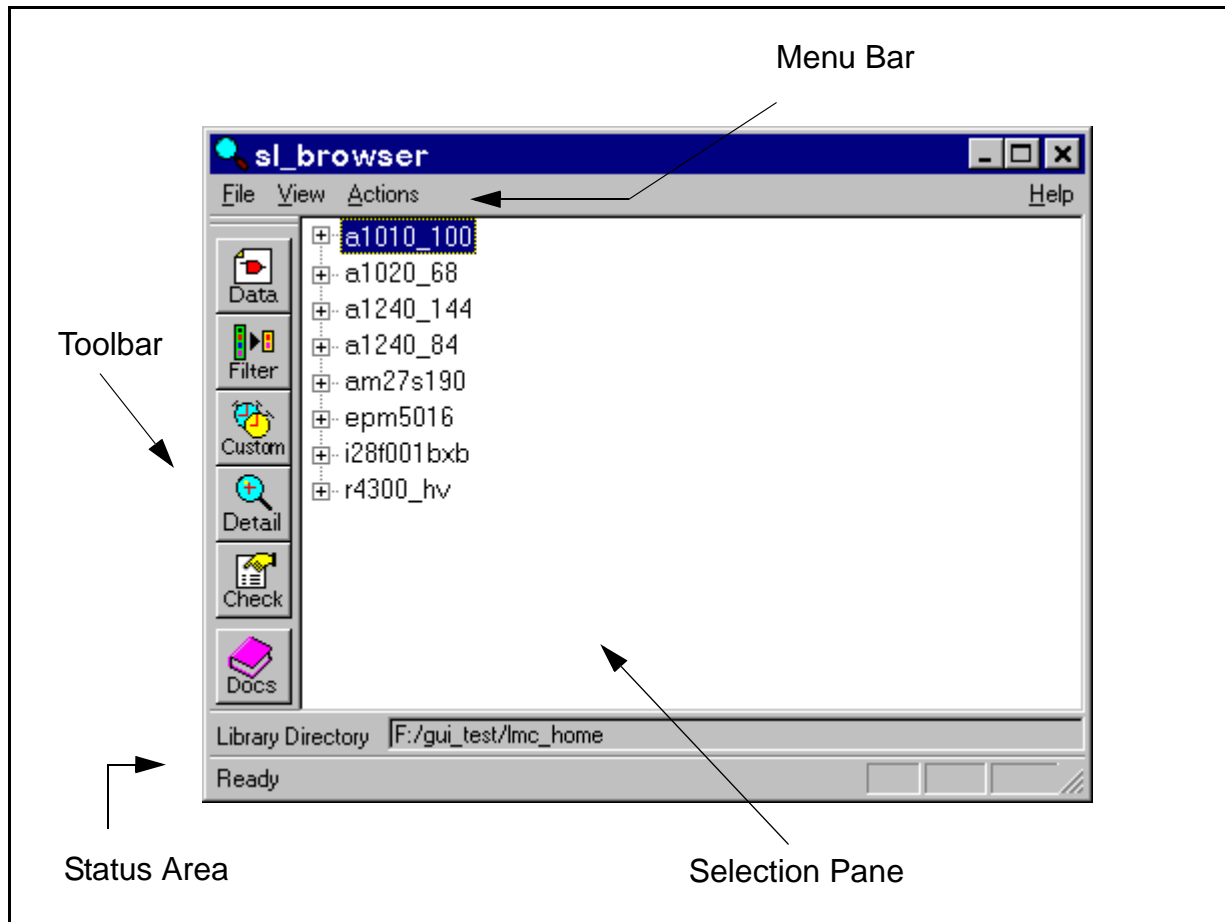 Menu Bar
sl_browser
File View Actions Help
a1010_100
a1020_68
a1240_144
a1240_84
am27s190
epm5016
i28f001bxb
r4300_hv
Data
Filter
Custom
Detail
Check
Docs
Toolbar
Library Directory F:/gui_test/lmc_home
Ready
Status Area
Selection Pane